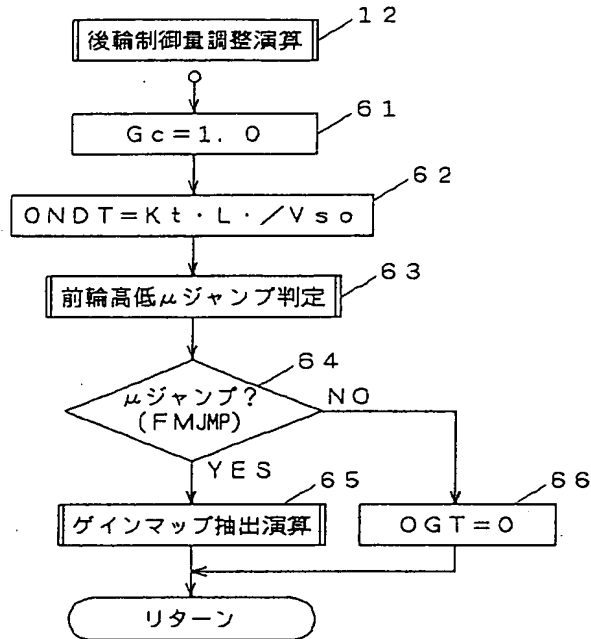 後輪制御量調整演算
12
Gc=1.0
61
ONDT=Kt・L・/Vso
62
前輪高低μジャンプ判定
63
μジャンプ?
(FMJMP)
64
NO
YES
ゲインマップ抽出演算
65
OGT=0
66
リターン